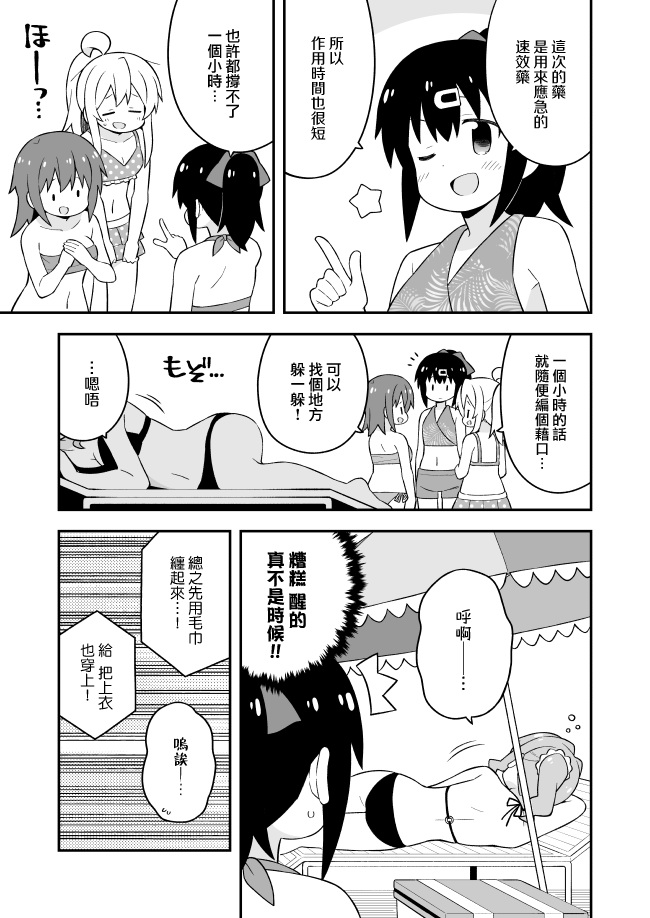 這次的藥
是用來應急的
速效藥
所以
作用時間也很短
也許都撐不了
一個小時…
ほーっ…
一個小時的話
就隨便編個藉口…
可以
找個地方
躲一躲！
もぞ…
…嗯唔
呼啊——…
糟糕 醒的
真不是時候!!
總之先用毛巾
纏起來…！
給 把上衣
也穿上！
嗚誒——…